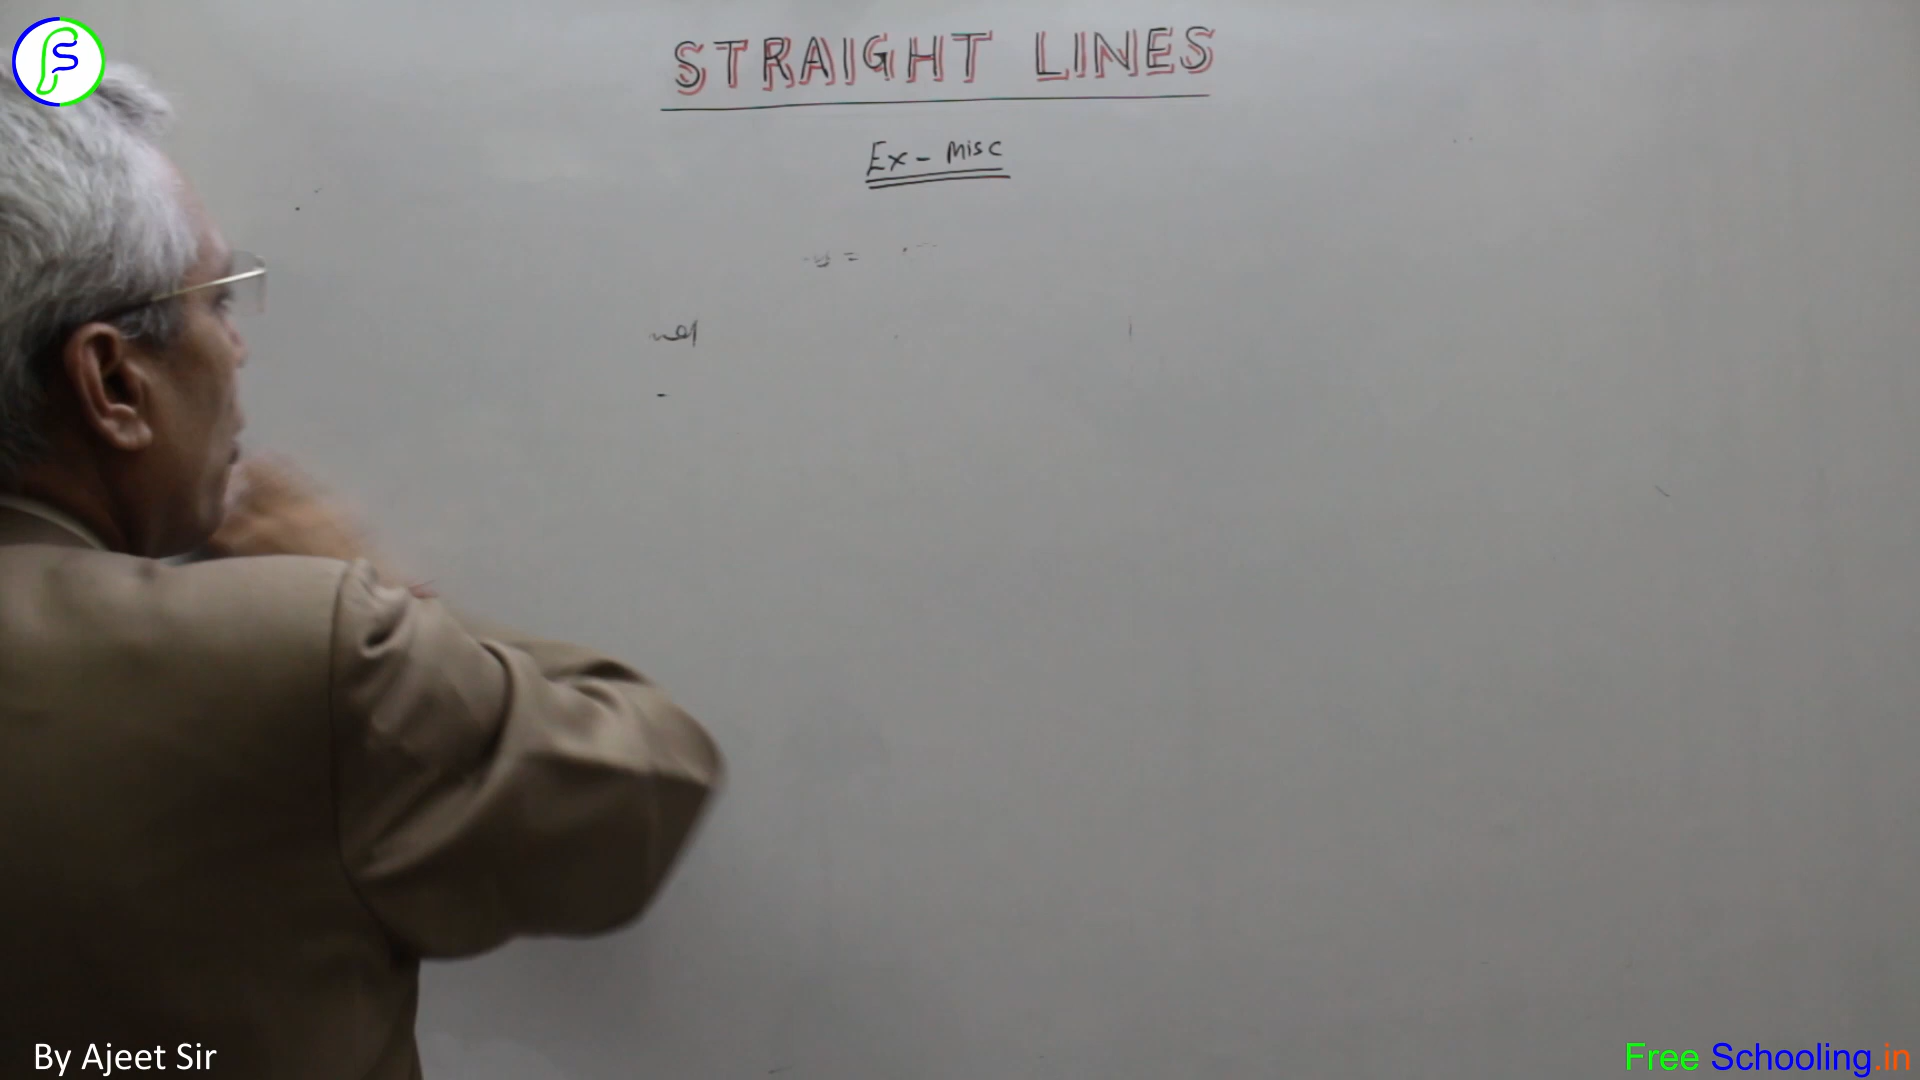 STRAIGHT LINES
Ex - Misc
y =
By Ajeet Sir
Free Schooling.in